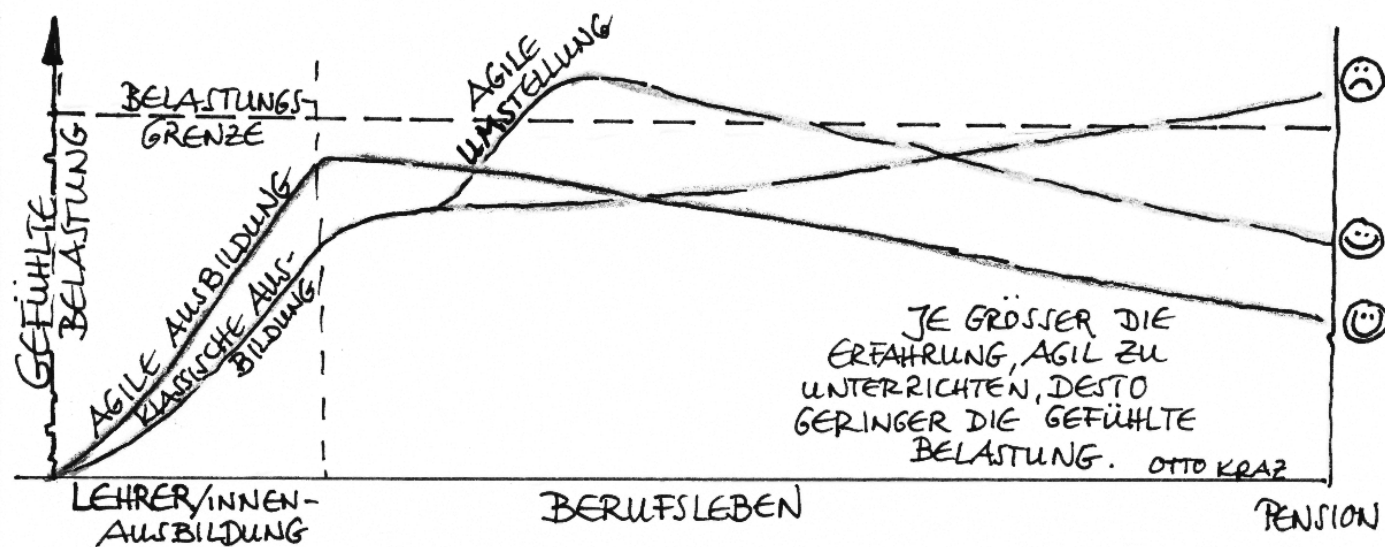 GEFÜHLTE
BELASTUNG
BELASTUNGS-
GRENZE
AGILE AUSBILDUNG
KLASSISCHE AUS-
BILDUNG
AGILE
UMSTELLUNG
JE GRÖSSER DIE
ERFAHRUNG, AGIL ZU
UNTERRICHTEN, DESTO
GERINGER DIE GEFÜHLTE
BELASTUNG.
OTTO KRAZ
LEHRER/INNEN-
AUSBILDUNG
BERUFSLEBEN
PENSION